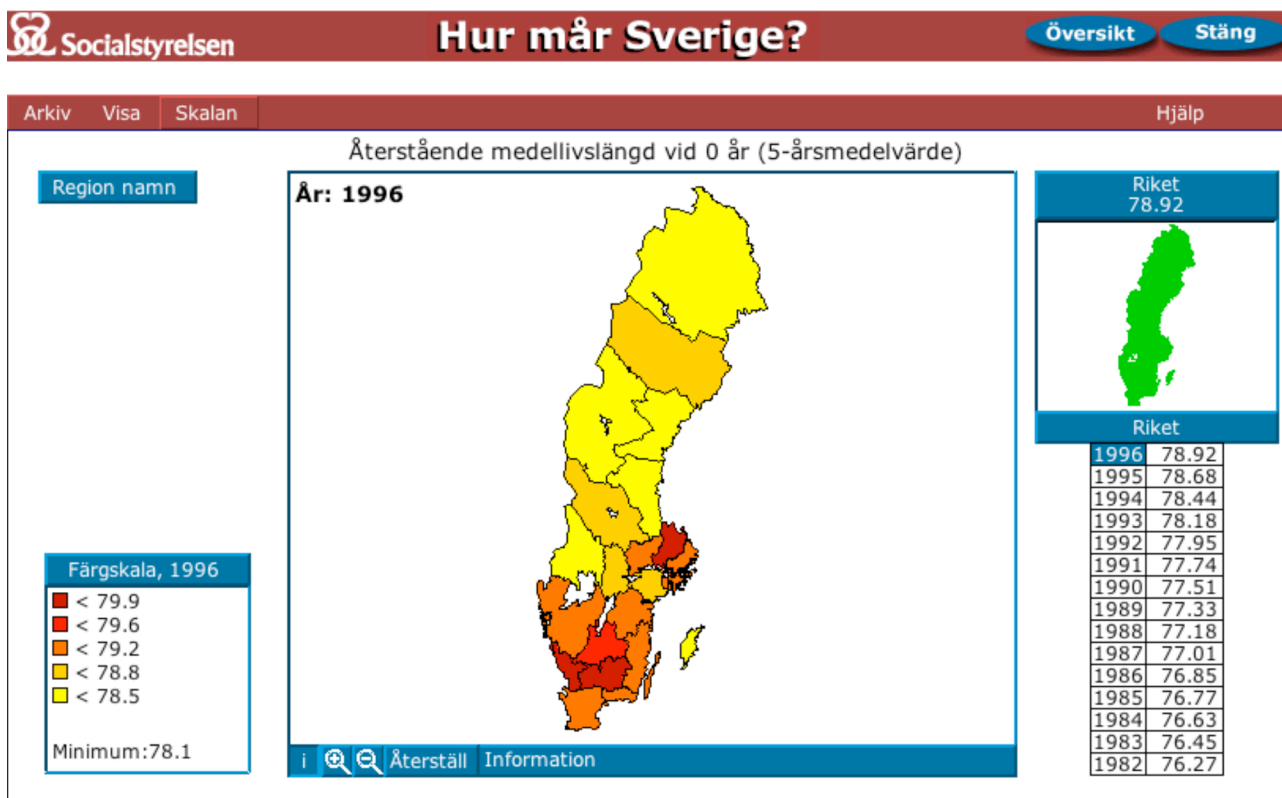 Socialstyrelsen
Hur mår Sverige?
Översikt
Stäng
Arkiv Visa Skalan Hjälp
Återstående medellivslängd vid 0 år (5-årsmedelvärde)
Region namn
År: 1996
Riket
78.92
Riket
1996 78.92
1995 78.68
1994 78.44
1993 78.18
1992 77.95
1991 77.74
1990 77.51
1989 77.33
1988 77.18
1987 77.01
1986 76.85
1985 76.77
1984 76.63
1983 76.45
1982 76.27
Färgskala, 1996
< 79.9
< 79.6
< 79.2
< 78.8
< 78.5
Minimum:78.1
i Återställ Information